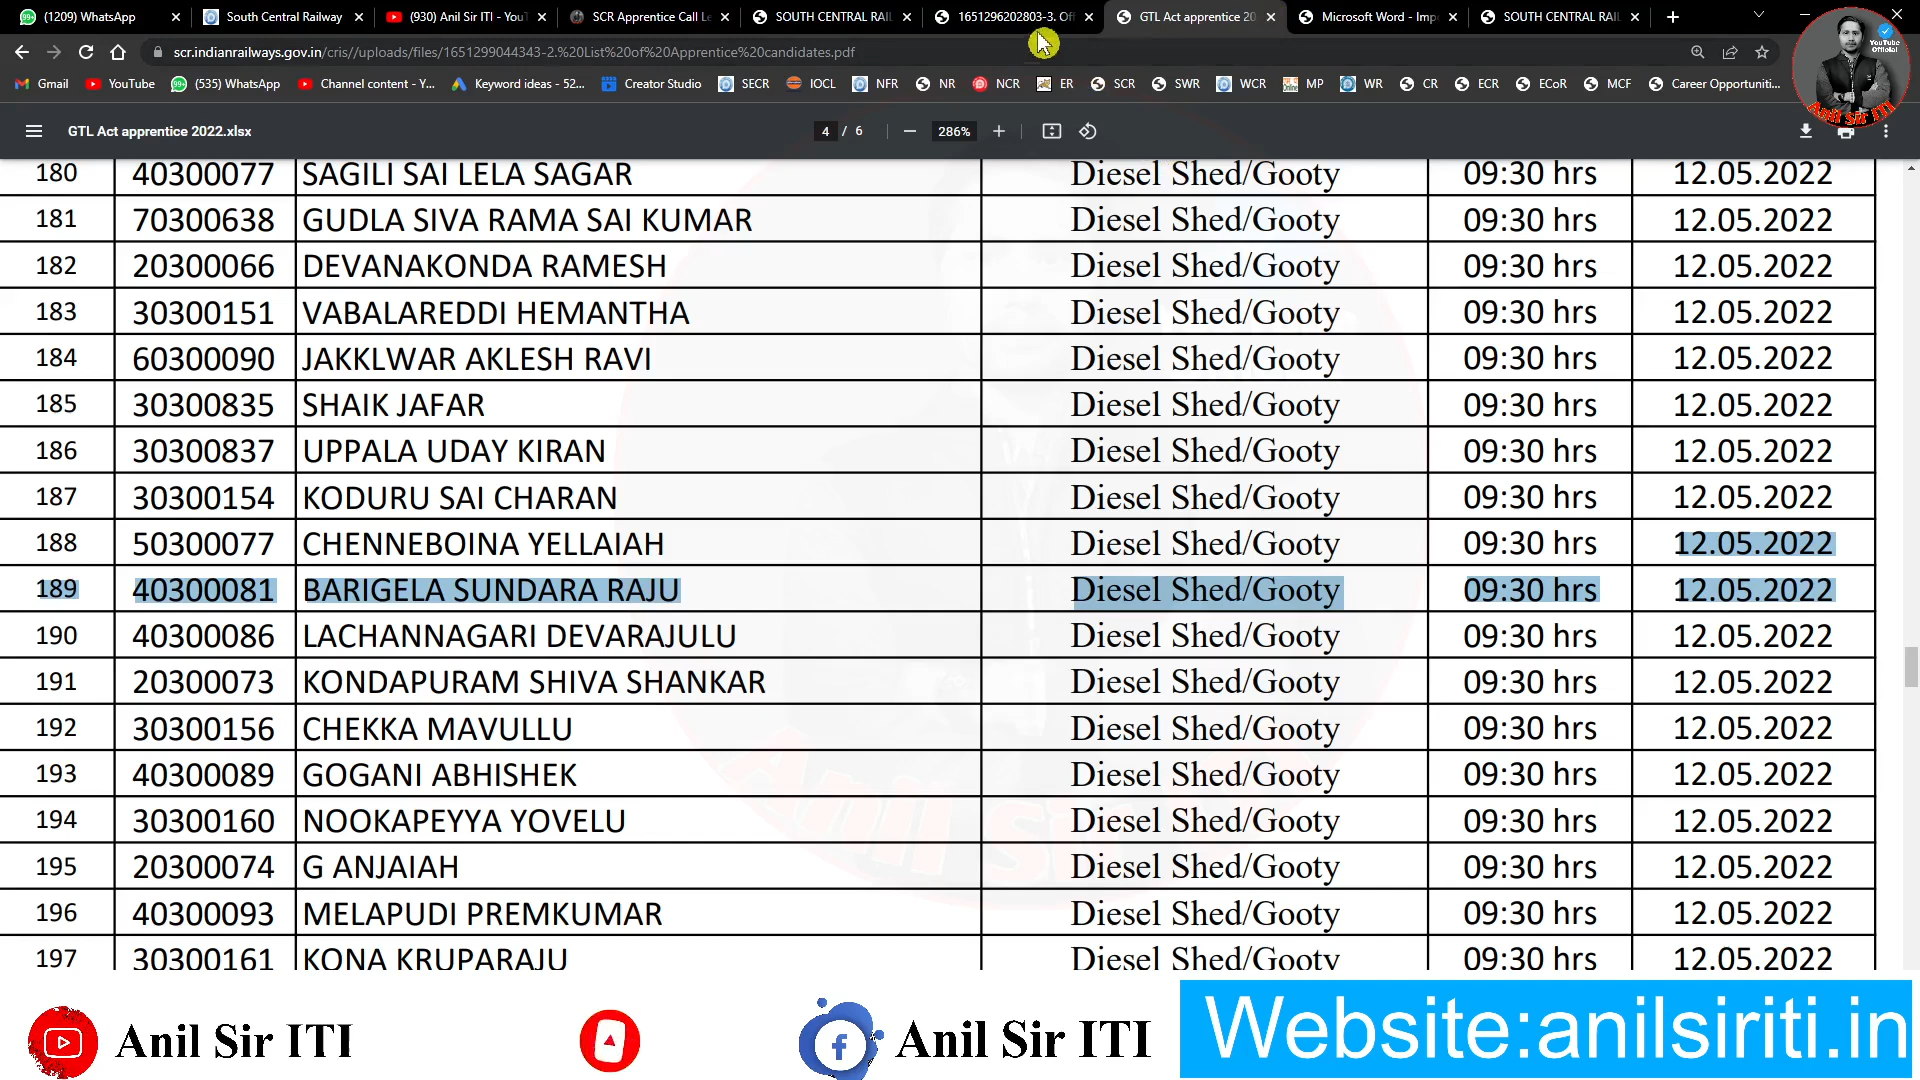 (1209) WhatsApp
South Central Railway
(930) Anil Sir ITI - YouT
SCR Apprentice Call Le
SOUTH CENTRAL RAIL
1651296202803-3. Off
GTL Act apprentice 20
Microsoft Word - Imp
SOUTH CENTRAL RAIL
scr.indianrailways.gov.in/cris//uploads/files/1651299044343-2.%20List%20of%20Apprentice%20candidates.pdf
Gmail
YouTube
(535) WhatsApp
Channel content - Y...
Keyword ideas - 52...
Creator Studio
SECR
IOCL
NFR
NR
NCR
ER
SCR
SWR
WCR
MP
WR
CR
ECR
ECoR
MCF
Career Opportuniti...
YouTube
Official
Anil Sir ITI
GTL Act apprentice 2022.xlsx
4 / 6
286%
180 40300077 SAGILI SAI LELA SAGAR Diesel Shed/Gooty 09:30 hrs 12.05.2022
181 70300638 GUDLA SIVA RAMA SAI KUMAR Diesel Shed/Gooty 09:30 hrs 12.05.2022
182 20300066 DEVANAKONDA RAMESH Diesel Shed/Gooty 09:30 hrs 12.05.2022
183 30300151 VABALAREDDI HEMANTHA Diesel Shed/Gooty 09:30 hrs 12.05.2022
184 60300090 JAKKLWAR AKLESH RAVI Diesel Shed/Gooty 09:30 hrs 12.05.2022
185 30300835 SHAIK JAFAR Diesel Shed/Gooty 09:30 hrs 12.05.2022
186 30300837 UPPALA UDAY KIRAN Diesel Shed/Gooty 09:30 hrs 12.05.2022
187 30300154 KODURU SAI CHARAN Diesel Shed/Gooty 09:30 hrs 12.05.2022
188 50300077 CHENNEBOINA YELLAIAH Diesel Shed/Gooty 09:30 hrs 12.05.2022
189 40300081 BARIGELA SUNDARA RAJU Diesel Shed/Gooty 09:30 hrs 12.05.2022
190 40300086 LACHANNAGARI DEVARAJULU Diesel Shed/Gooty 09:30 hrs 12.05.2022
191 20300073 KONDAPURAM SHIVA SHANKAR Diesel Shed/Gooty 09:30 hrs 12.05.2022
192 30300156 CHEKKA MAVULLU Diesel Shed/Gooty 09:30 hrs 12.05.2022
193 40300089 GOGANI ABHISHEK Diesel Shed/Gooty 09:30 hrs 12.05.2022
194 30300160 NOOKAPEYYA YOVELU Diesel Shed/Gooty 09:30 hrs 12.05.2022
195 20300074 G ANJAIAH Diesel Shed/Gooty 09:30 hrs 12.05.2022
196 40300093 MELAPUDI PREMKUMAR Diesel Shed/Gooty 09:30 hrs 12.05.2022
197 30300161 KONA KRUPARAJU Diesel Shed/Gooty 09:30 hrs 12.05.2022
Anil Sir ITI
Anil Sir ITI
Website:anilsiriti.in